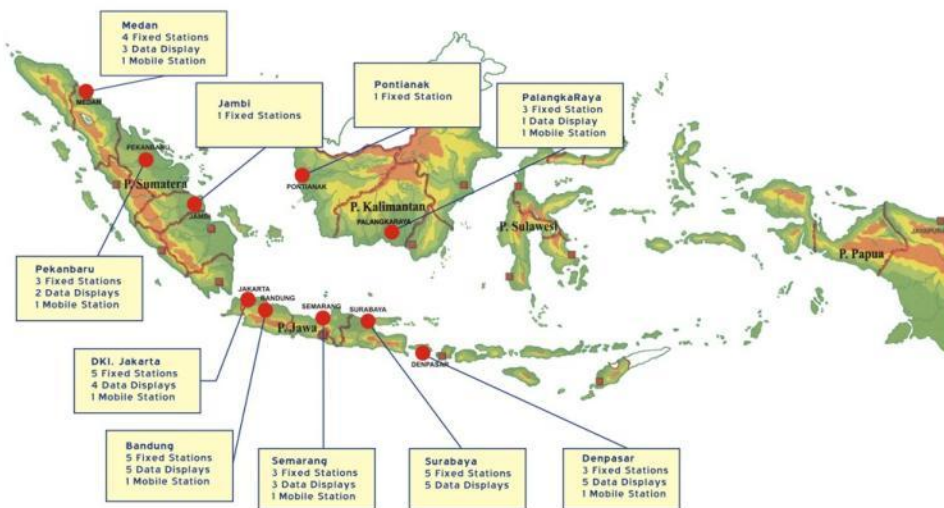 Medan
4 Fixed Stations
3 Data Display
1 Mobile Station
Jambi
1 Fixed Stations
Pontianak
1 Fixed Station
PalangkaRaya
3 Fixed Station
1 Data Display
1 Mobile Station
MEDAN
PEKANBARU
P. Sumatera
JAMBI
PONTIANAK
P. Kalimantan
PALANGKARAYA
P. Sulawesi
P. Papua
Pekanbaru
3 Fixed Stations
2 Data Displays
1 Mobile Station
JAKARTA
BANDUNG
SEMARANG
SURABAYA
P. Jawa
DENPASAR
DKI. Jakarta
5 Fixed Stations
4 Data Displays
1 Mobile Station
Bandung
5 Fixed Stations
5 Data Displays
1 Mobile Station
Semarang
3 Fixed Stations
3 Data Displays
1 Mobile Station
Surabaya
5 Fixed Stations
5 Data Displays
Denpasar
3 Fixed Stations
5 Data Displays
1 Mobile Station